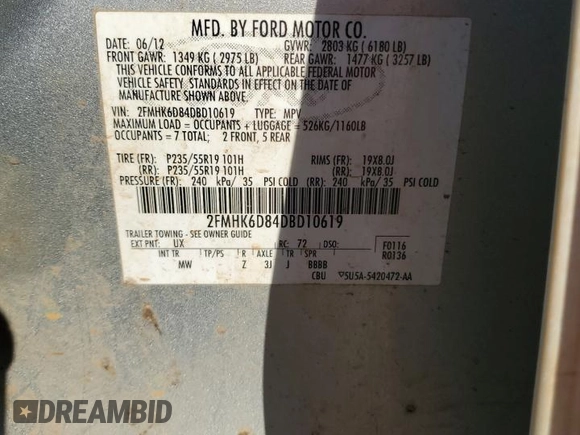 MFD. BY FORD MOTOR CO.
DATE: 06/12 GVWR: 2803 KG ( 6180 LB)
FRONT GAWR: 1349 KG ( 2975 LB) REAR GAWR: 1477 KG ( 3257 LB)
THIS VEHICLE CONFORMS TO ALL APPLICABLE FEDERAL MOTOR
VEHICLE SAFETY STANDARDS IN EFFECT ON THE DATE OF
MANUFACTURE SHOWN ABOVE.
VIN: 2FMHK6D84DBD10619 TYPE: MPV
MAXIMUM LOAD = OCCUPANTS + LUGGAGE = 526KG/1160LB
OCCUPANTS = 7 TOTAL; 2 FRONT, 5 REAR
TIRE (FR): P235/55R19 101H RIMS (FR): 19X8.0J
(RR): P235/55R19 101H (RR): 19X8.0J
PRESSURE (FR): 240 kPa/ 35 PSI COLD (RR): 240 kPa/ 35 PSI COLD
2FMHK6D84DBD10619
TRAILER TOWING - SEE OWNER GUIDE
EXT PNT: UX RC: 72 DSO: F0116
INT TR TP/PS R AXLE TR SPR R0136
MW Z 3J J BBBB
CBU 5USA-5420472-AA
DREAMBID